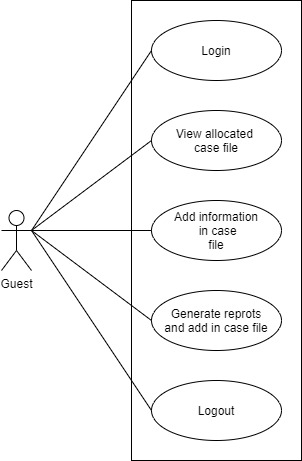 Login
View allocated
case file
Add information
in case
file
Guest
Generate reprots
and add in case file
Logout